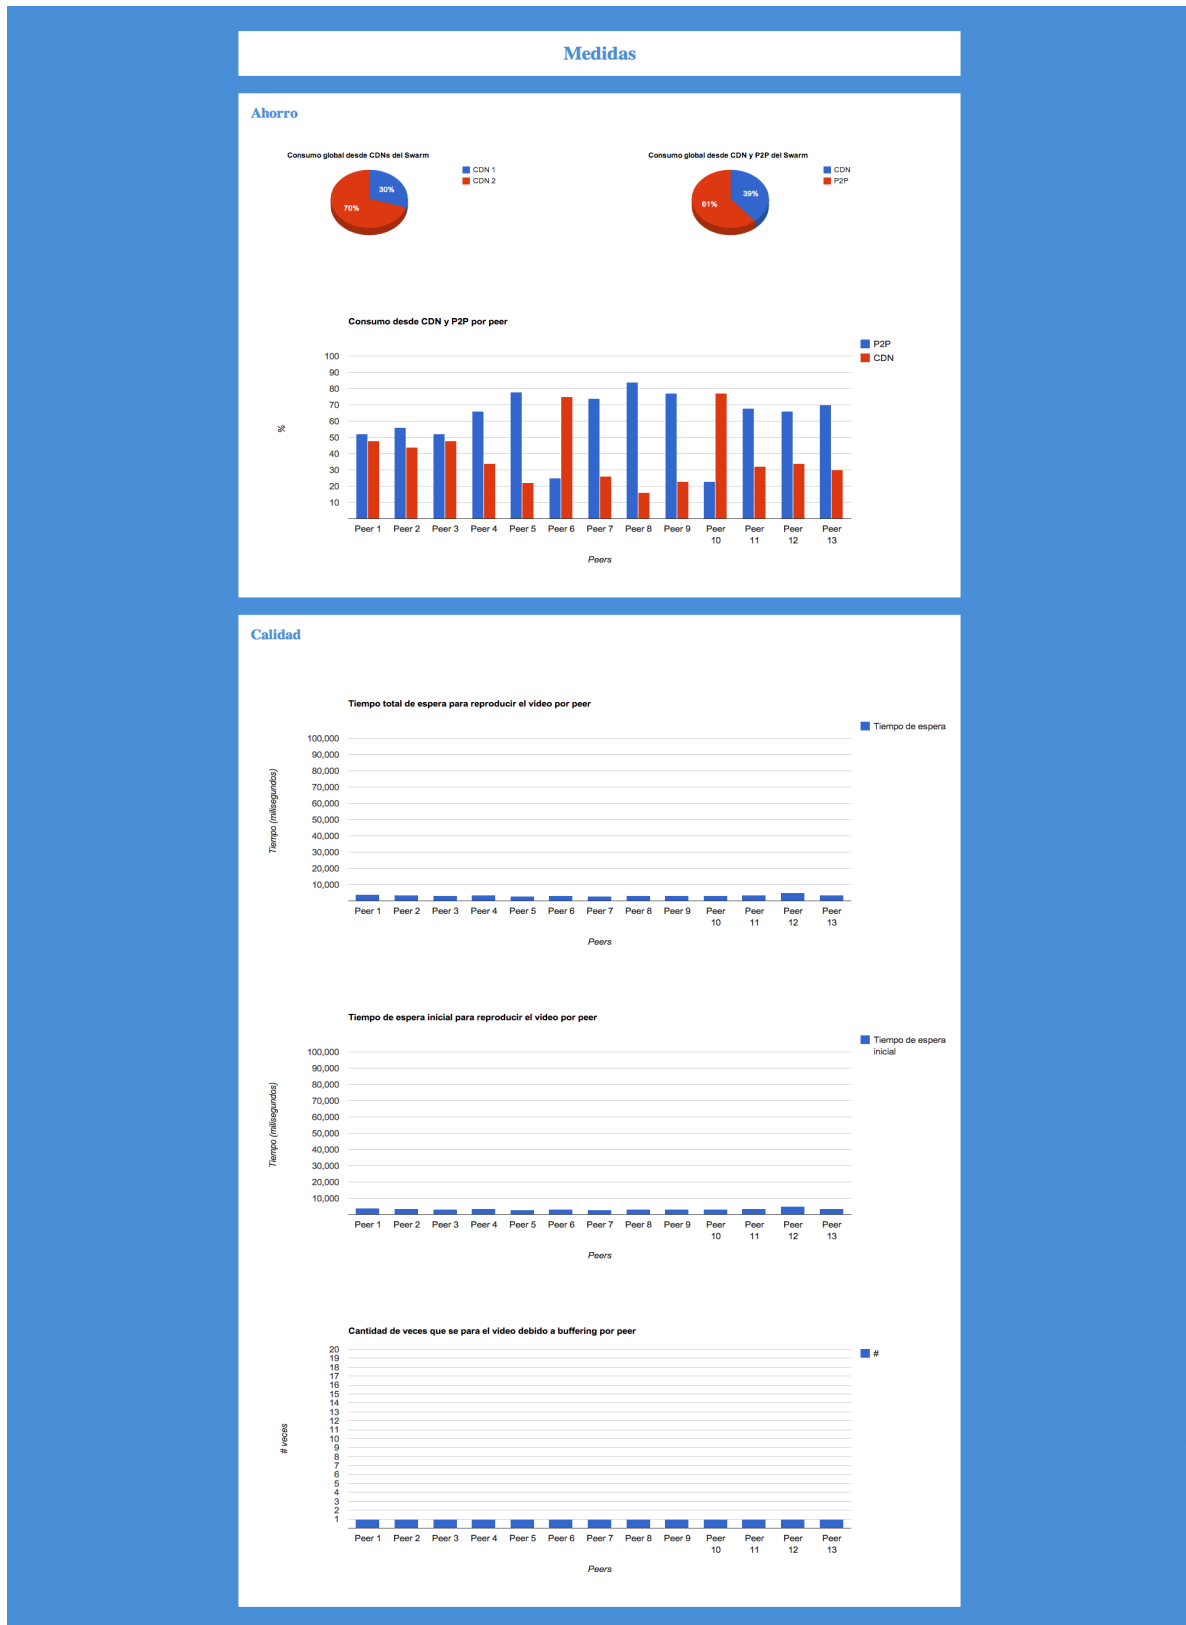 Medidas
Ahorro
Consumo global desde CDNs del Swarm
CDN 1
CDN 2
30%
70%
Consumo global desde CDN y P2P del Swarm
CDN
P2P
39%
61%
Consumo desde CDN y P2P por peer
P2P
CDN
100
90
80
70
60
50
40
30
20
10
%
Peer 1 Peer 2 Peer 3 Peer 4 Peer 5 Peer 6 Peer 7 Peer 8 Peer 9 Peer 10 Peer 11 Peer 12 Peer 13
Peers
Calidad
Tiempo total de espera para reproducir el video por peer
Tiempo de espera
100,000
90,000
80,000
70,000
60,000
50,000
40,000
30,000
20,000
10,000
Tiempo (milisegundos)
Peer 1 Peer 2 Peer 3 Peer 4 Peer 5 Peer 6 Peer 7 Peer 8 Peer 9 Peer 10 Peer 11 Peer 12 Peer 13
Peers
Tiempo de espera inicial para reproducir el video por peer
Tiempo de espera
inicial
100,000
90,000
80,000
70,000
60,000
50,000
40,000
30,000
20,000
10,000
Tiempo (milisegundos)
Peer 1 Peer 2 Peer 3 Peer 4 Peer 5 Peer 6 Peer 7 Peer 8 Peer 9 Peer 10 Peer 11 Peer 12 Peer 13
Peers
Cantidad de veces que se para el video debido a buffering por peer
#
20
19
18
17
16
15
14
13
12
11
10
9
8
7
6
5
4
3
2
1
# veces
Peer 1 Peer 2 Peer 3 Peer 4 Peer 5 Peer 6 Peer 7 Peer 8 Peer 9 Peer 10 Peer 11 Peer 12 Peer 13
Peers